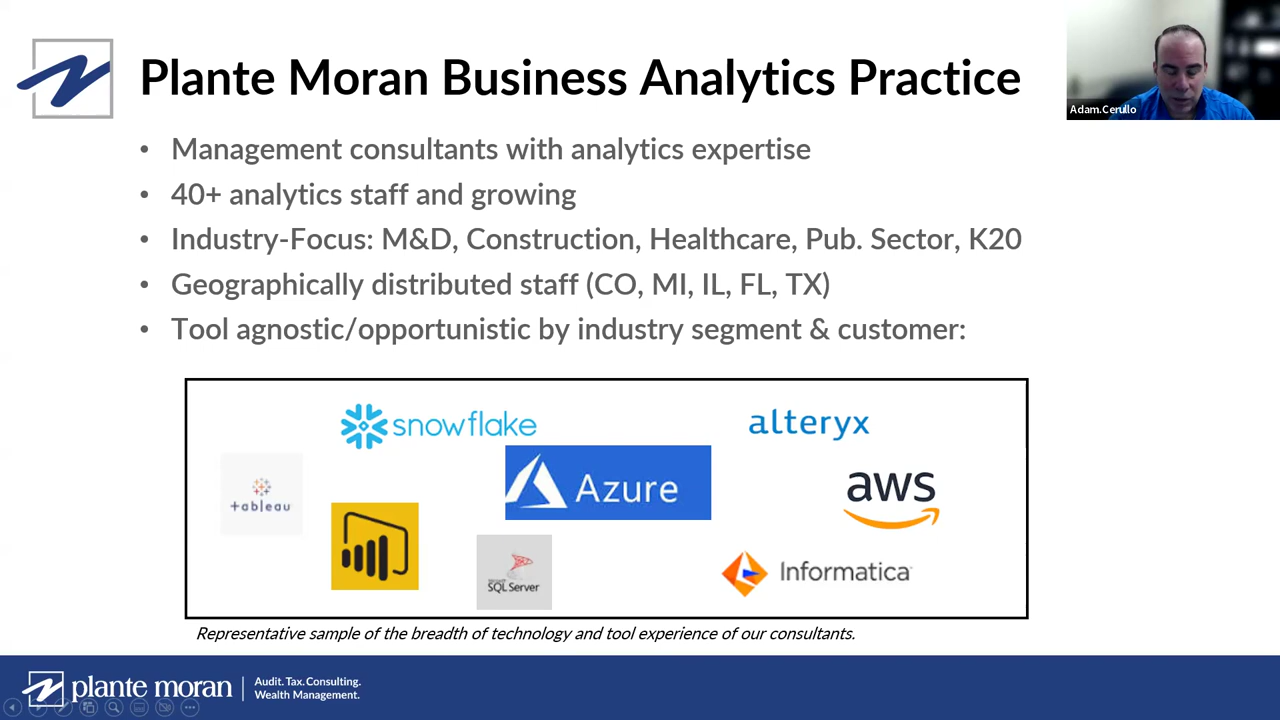 Plante Moran Business Analytics Practice
Adam.Cerullo
• Management consultants with analytics expertise
• 40+ analytics staff and growing
• Industry-Focus: M&D, Construction, Healthcare, Pub. Sector, K20
• Geographically distributed staff (CO, MI, IL, FL, TX)
• Tool agnostic/opportunistic by industry segment & customer:
snowflake
alteryx
tableau
Azure
aws
Microsoft
SQL Server
Informatica
Representative sample of the breadth of technology and tool experience of our consultants.
plante moran
Audit. Tax. Consulting.
Wealth Management.